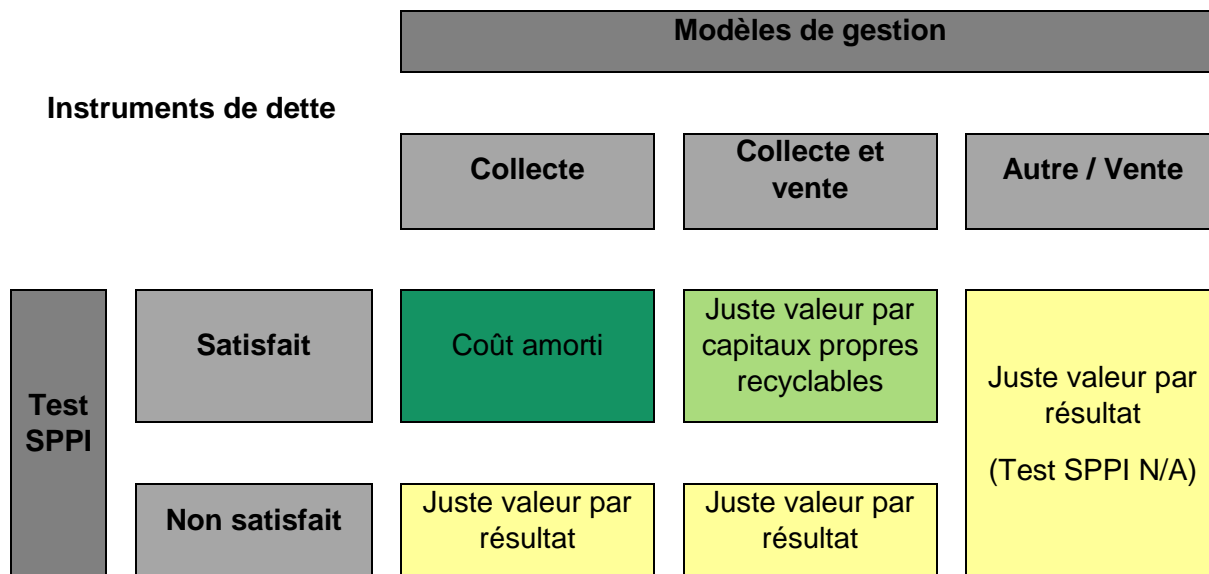 Modèles de gestion
Instruments de dette
Collecte
Collecte et
vente
Autre / Vente
Test
SPPI
Satisfait
Coût amorti
Juste valeur par
capitaux propres
recyclables
Juste valeur par
résultat
(Test SPPI N/A)
Non satisfait
Juste valeur par
résultat
Juste valeur par
résultat